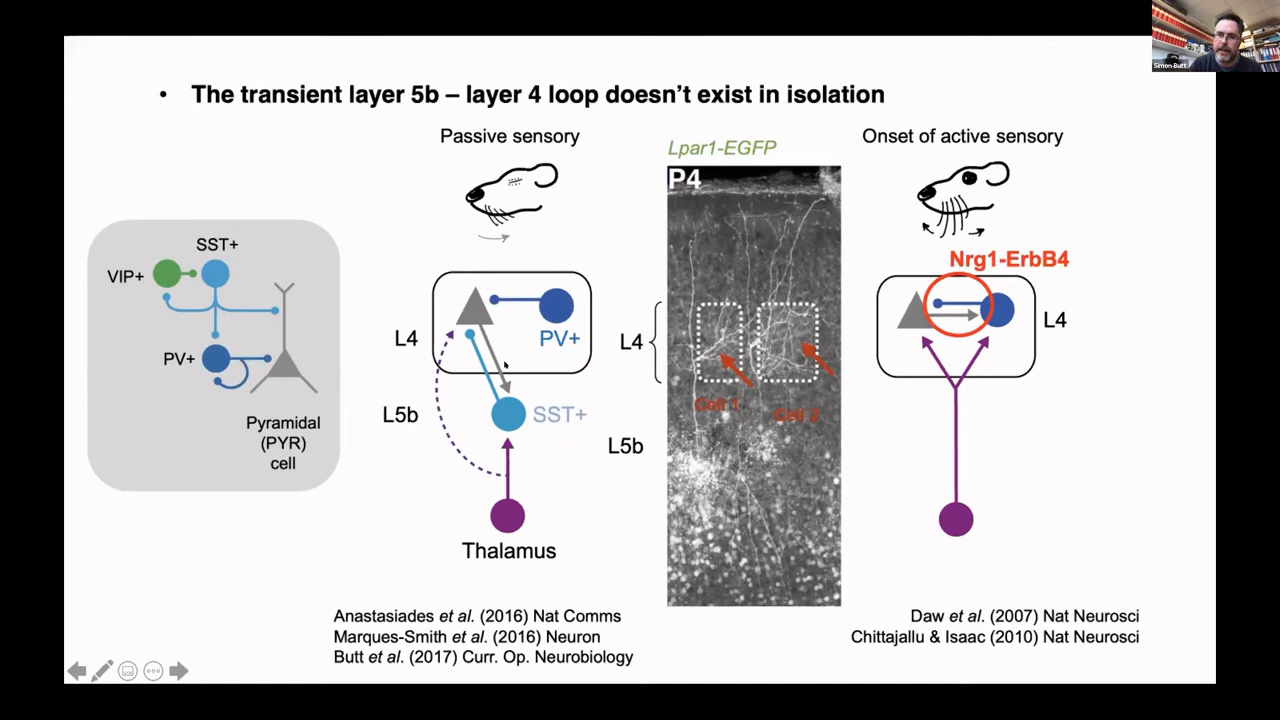 Simon Butt
• The transient layer 5b – layer 4 loop doesn't exist in isolation
Passive sensory
Lpar1-EGFP
Onset of active sensory
P4
SST+
VIP+
PV+
Pyramidal
(PYR)
cell
L4
PV+
L5b
SST+
Thalamus
L4
L5b
Cell 1
Cell 2
Nrg1-ErbB4
L4
Anastasiades et al. (2016) Nat Comms
Marques-Smith et al. (2016) Neuron
Butt et al. (2017) Curr. Op. Neurobiology
Daw et al. (2007) Nat Neurosci
Chittajallu & Isaac (2010) Nat Neurosci